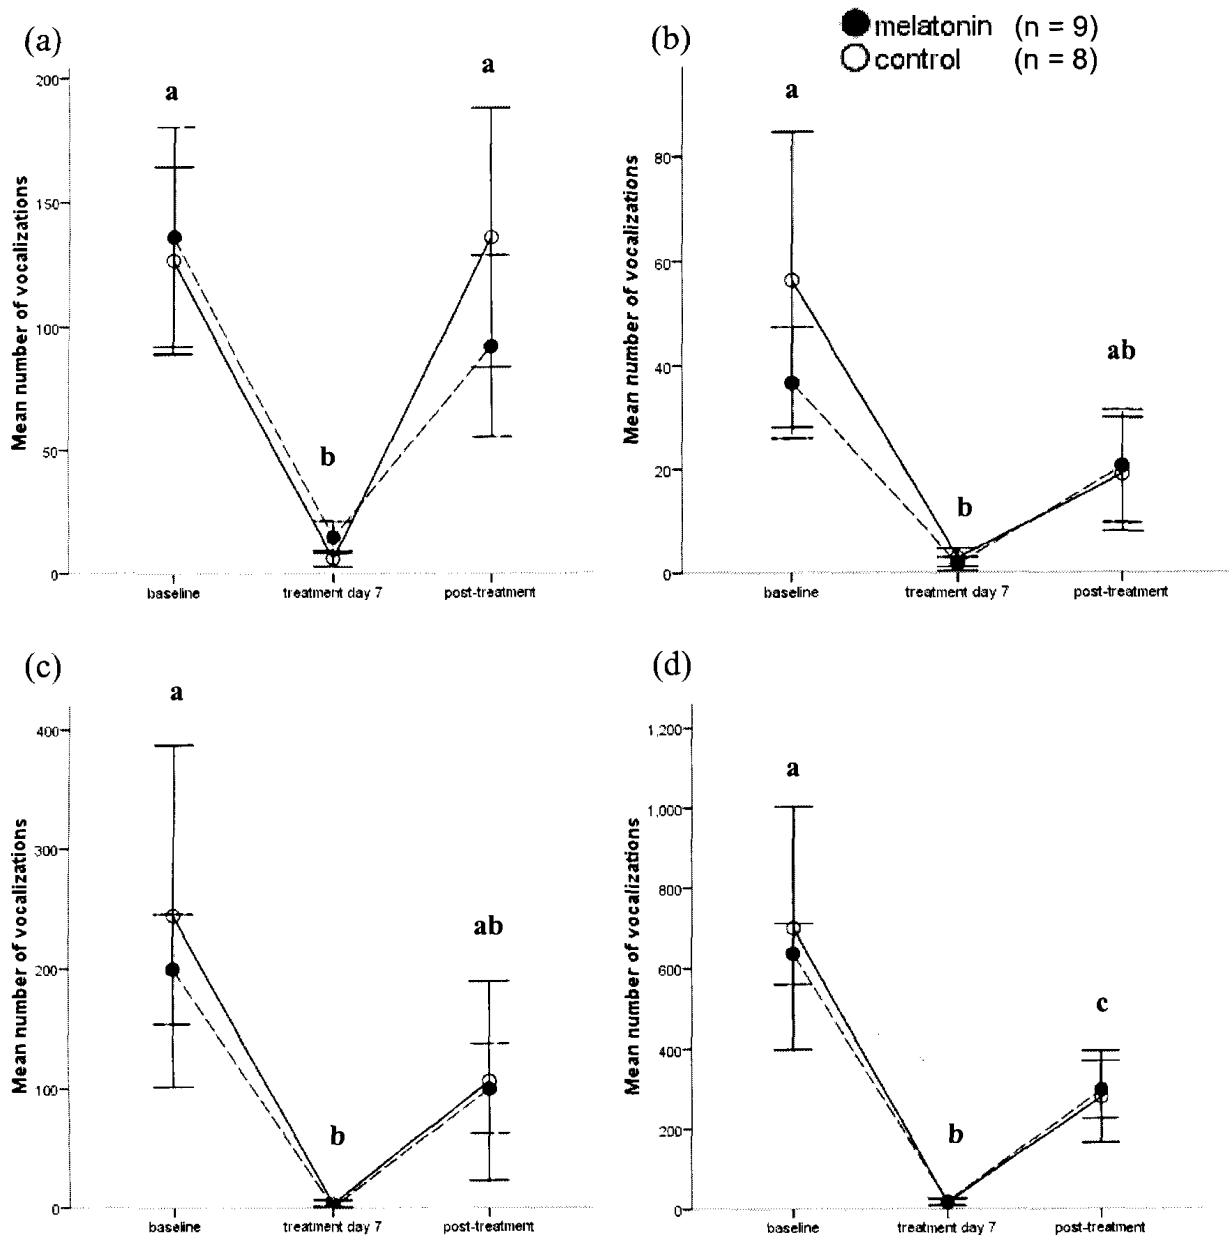 (a)
(b)
melatonin (n = 9)
control (n = 8)
a
a
b
200
150
100
50
0
Mean number of vocalizations
baseline
treatment day 7
post-treatment
a
b
ab
80
60
40
20
0
Mean number of vocalizations
baseline
treatment day 7
post-treatment
(c)
(d)
a
b
ab
400
300
200
100
0
Mean number of vocalizations
baseline
treatment day 7
post-treatment
a
b
c
1,200
1,000
800
600
400
200
0
Mean number of vocalizations
baseline
treatment day 7
post-treatment